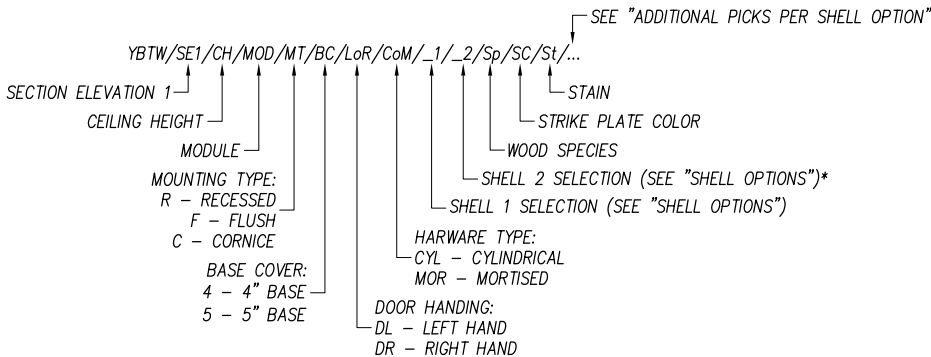 SEE "ADDITIONAL PICKS PER SHELL OPTION"
YBTW/SE1/CH/MOD/MT/BC/LoR/CoM/_1/_2/Sp/SC/St/...
SECTION ELEVATION 1
STAIN
CEILING HEIGHT
STRIKE PLATE COLOR
MODULE
WOOD SPECIES
MOUNTING TYPE:
R – RECESSED
F – FLUSH
C – CORNICE
SHELL 2 SELECTION (SEE "SHELL OPTIONS")*
SHELL 1 SELECTION (SEE "SHELL OPTIONS")
HARWARE TYPE:
CYL – CYLINDRICAL
MOR – MORTISED
BASE COVER:
4 – 4" BASE
5 – 5" BASE
DOOR HANDING:
DL – LEFT HAND
DR – RIGHT HAND